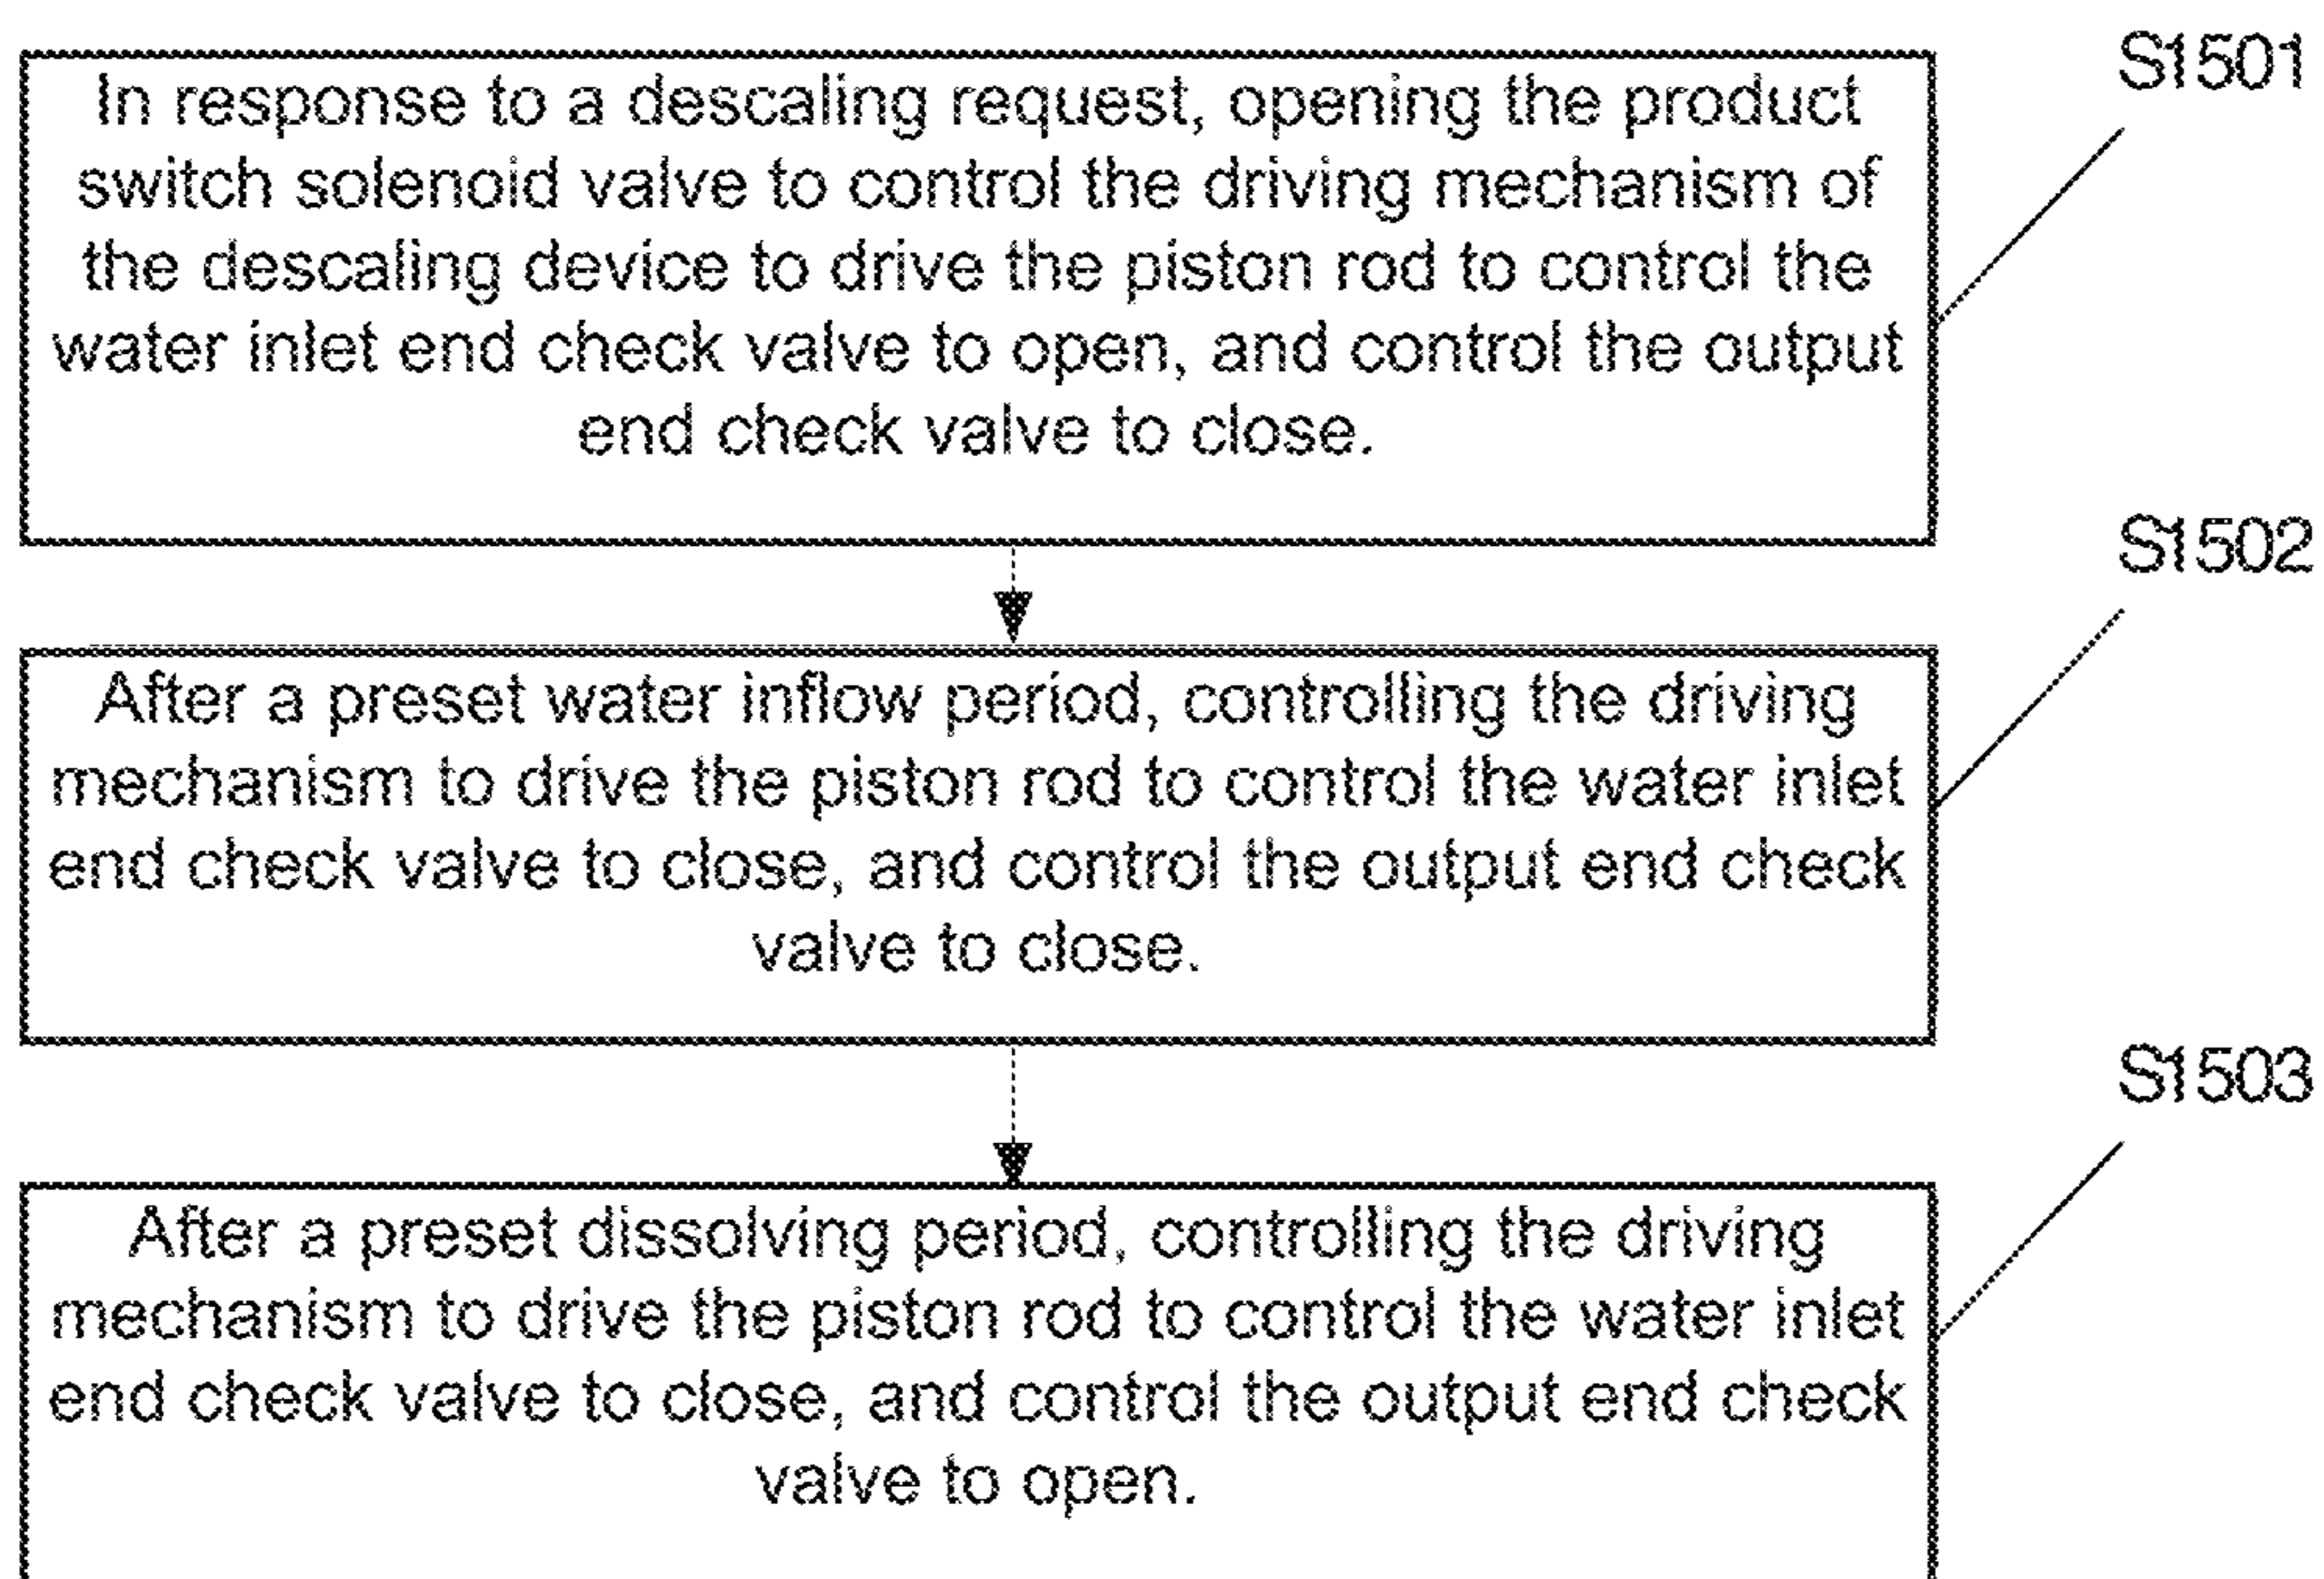 S1501
In response to a descaling request, opening the product
switch solenoid valve to control the driving mechanism of
the descaling device to drive the piston rod to control the
water inlet end check valve to open, and control the output
end check valve to close.
S1502
After a preset water inflow period, controlling the driving
mechanism to drive the piston rod to control the water inlet
end check valve to close, and control the output end check
valve to close.
S1503
After a preset dissolving period, controlling the driving
mechanism to drive the piston rod to control the water inlet
end check valve to close, and control the output end check
valve to open.